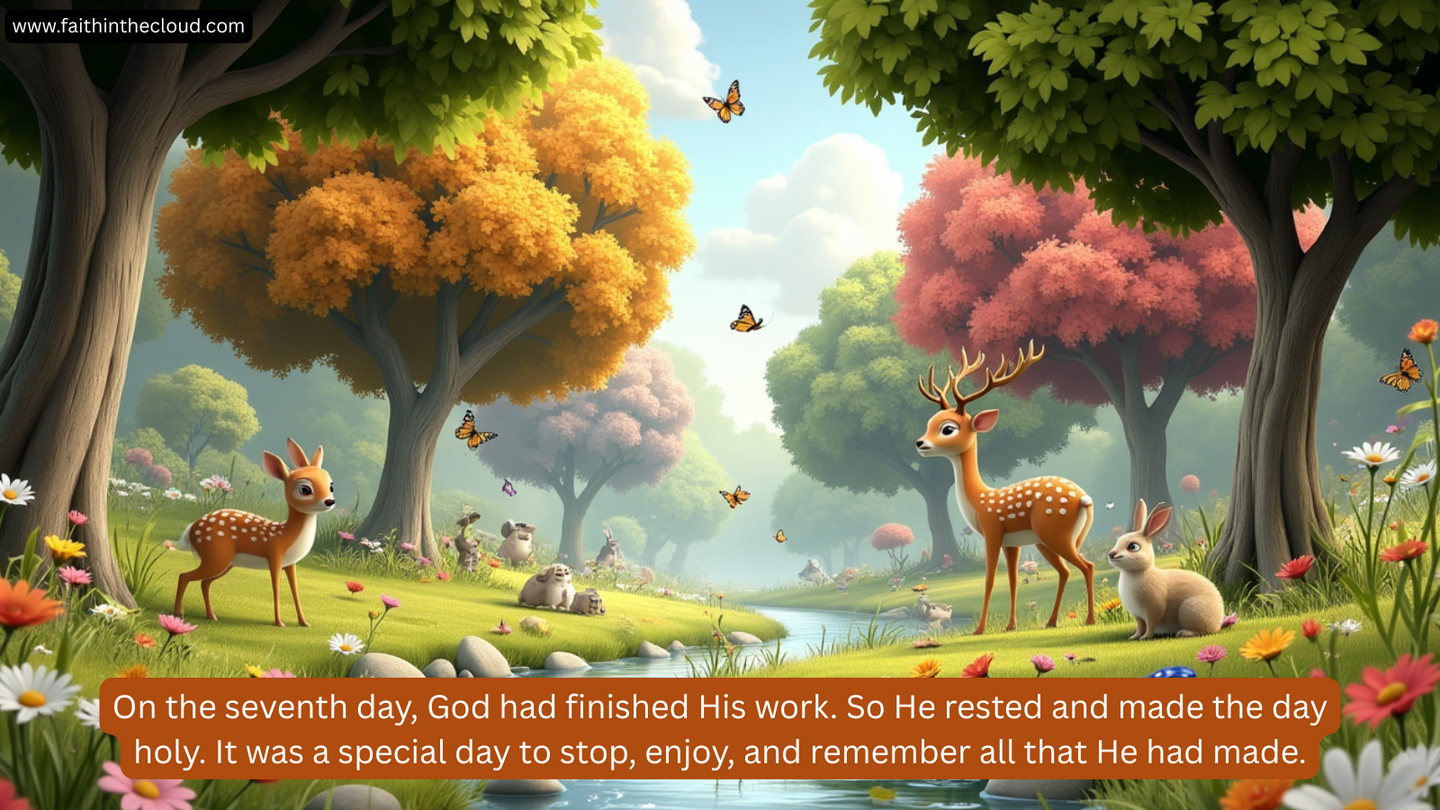 www.faithinthecloud.com
On the seventh day, God had finished His work. So He rested and made the day
holy. It was a special day to stop, enjoy, and remember all that He had made.